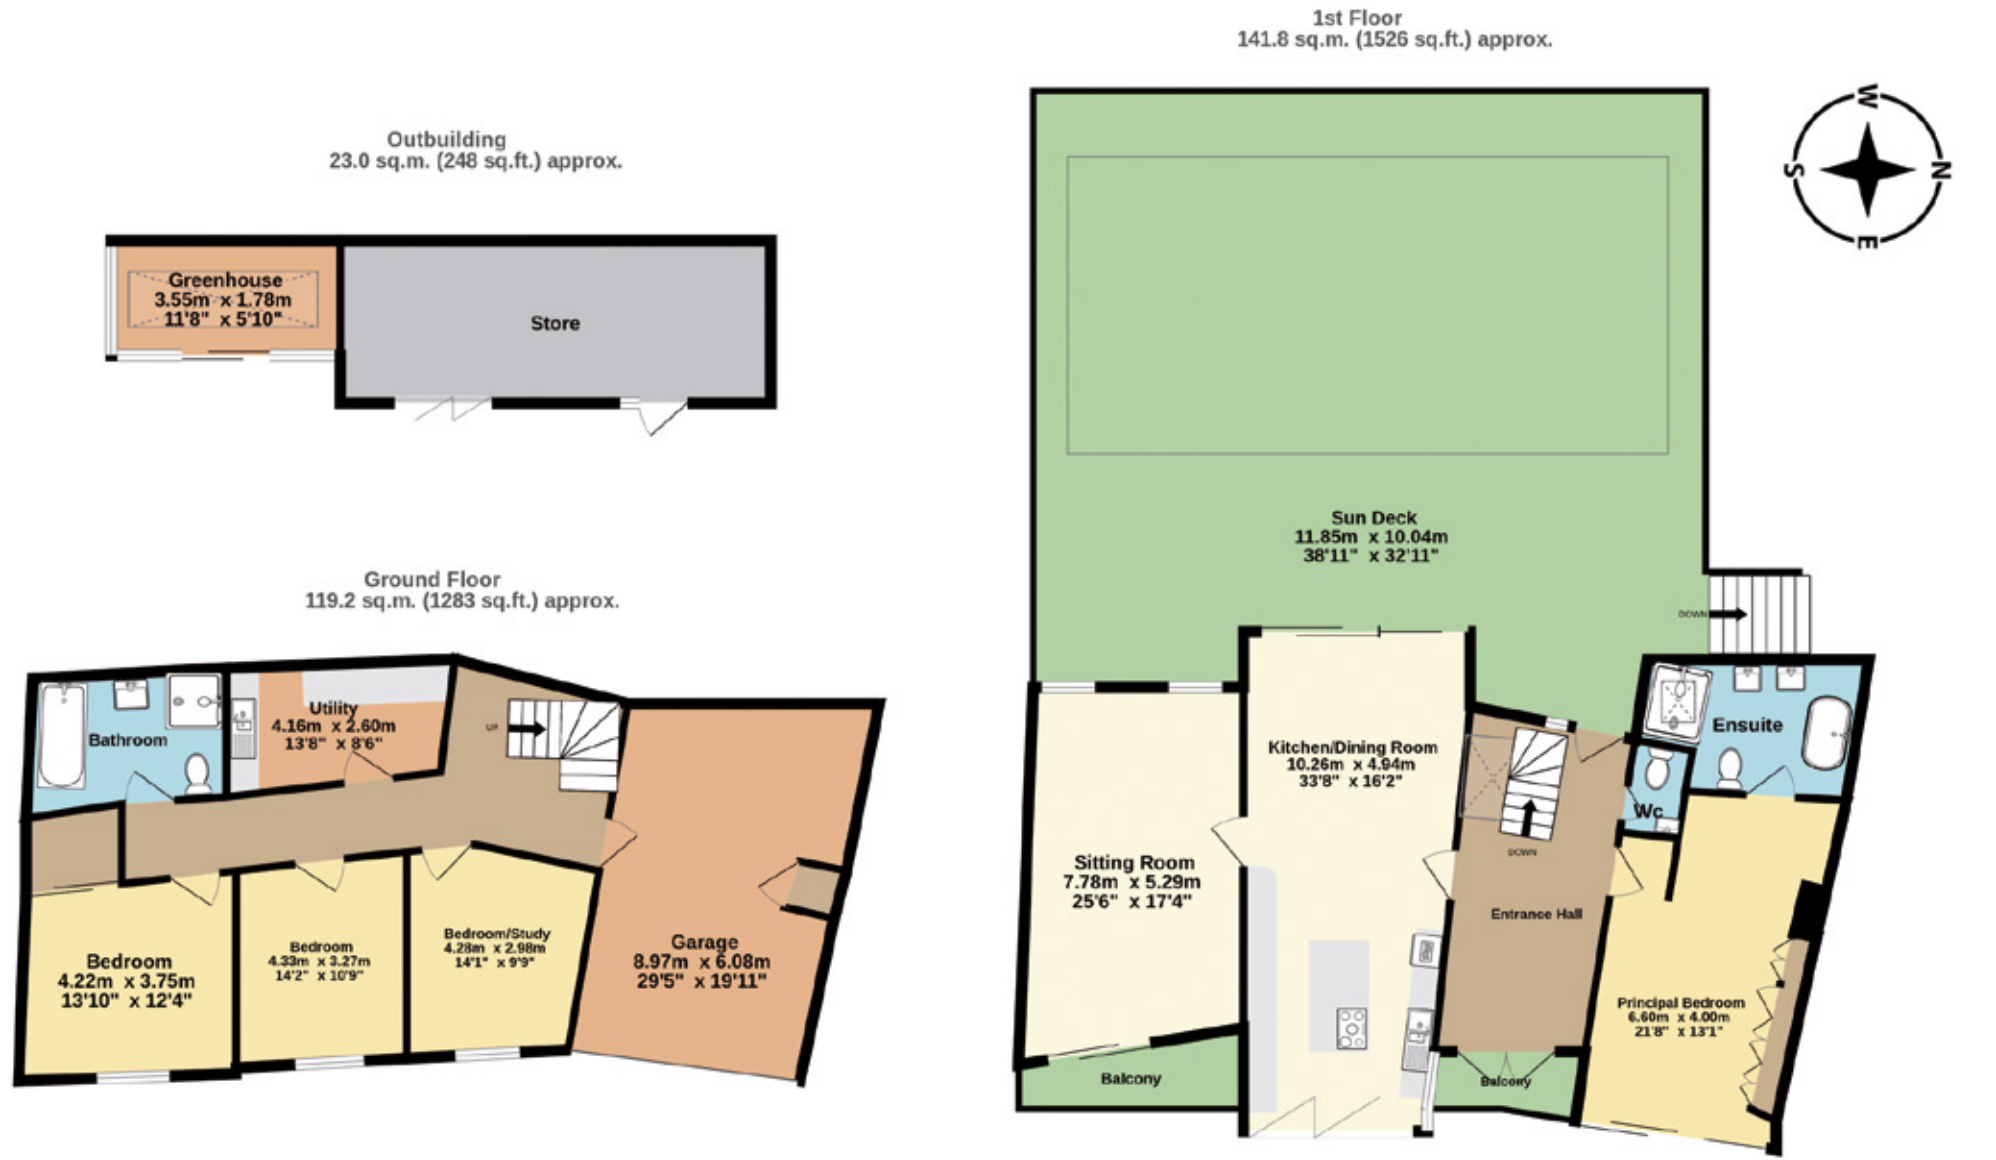 1st Floor
141.8 sq.m. (1526 sq.ft.) approx.
W
N
S
E
Outbuilding
23.0 sq.m. (248 sq.ft.) approx.
Greenhouse
3.55m x 1.78m
11'8" x 5'10"
Store
Sun Deck
11.85m x 10.04m
38'11" x 32'11"
DOWN
Ground Floor
119.2 sq.m. (1283 sq.ft.) approx.
Bathroom
Utility
4.16m x 2.60m
13'8" x 8'6"
UP
Bedroom
4.22m x 3.75m
13'10" x 12'4"
Bedroom
4.33m x 3.27m
14'2" x 10'9"
Bedroom/Study
4.28m x 2.98m
14'1" x 9'9"
Garage
8.97m x 6.08m
29'5" x 19'11"
Kitchen/Dining Room
10.26m x 4.94m
33'8" x 16'2"
Ensuite
Wc
DOWN
Sitting Room
7.78m x 5.29m
25'6" x 17'4"
Entrance Hall
Principal Bedroom
6.60m x 4.00m
21'8" x 13'1"
Balcony
Balcony